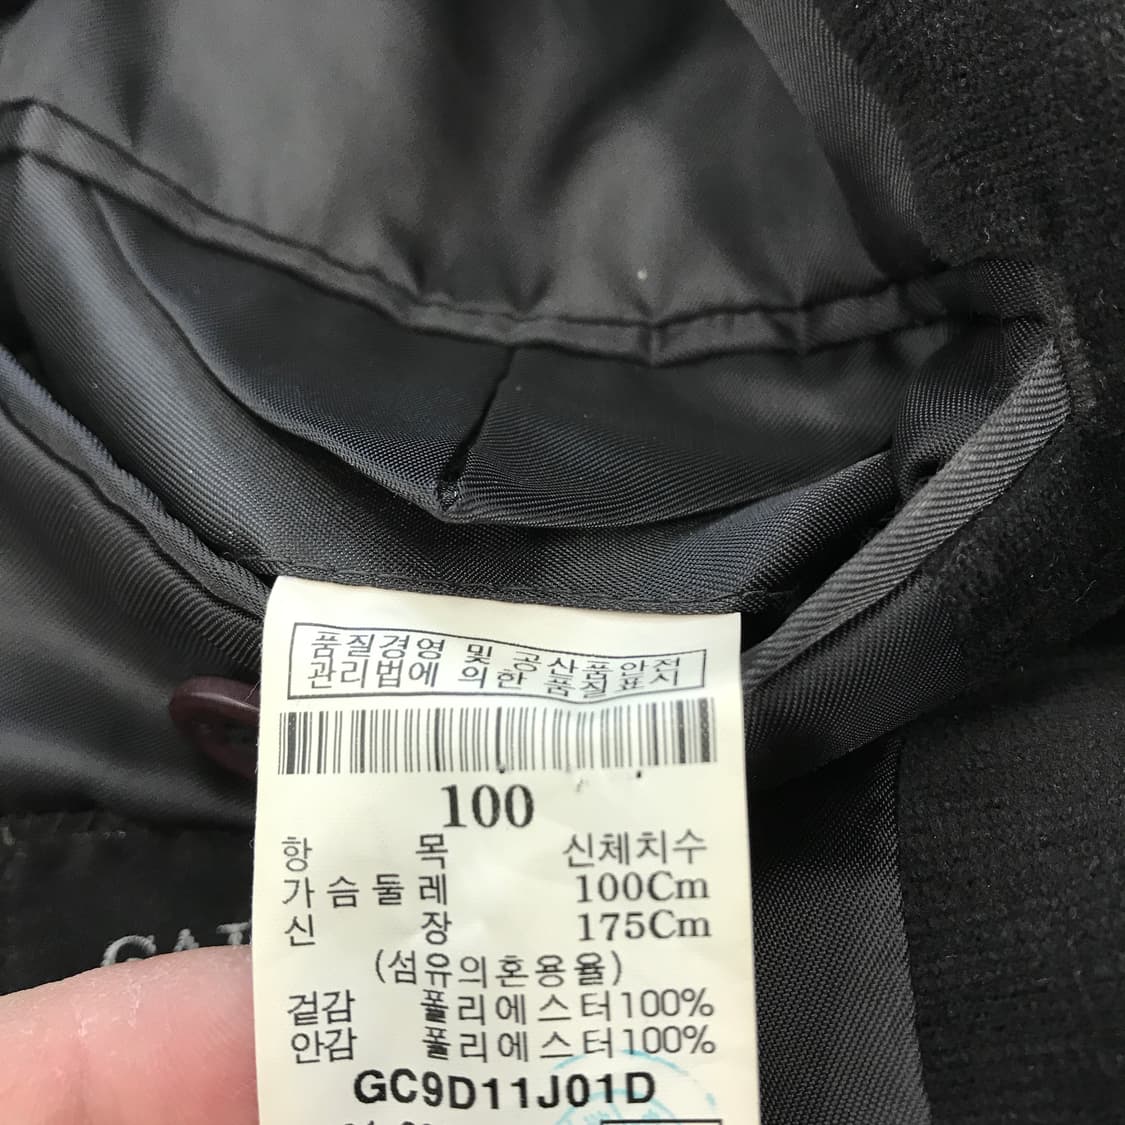 품질경영 및 공산품안전
관리법에 의한 품질표시
100
항 목 신체치수
가슴둘레 100Cm
신 장 175Cm
(섬유의혼용율)
겉감 폴리에스터100%
안감 폴리에스터100%
GC9D11J01D